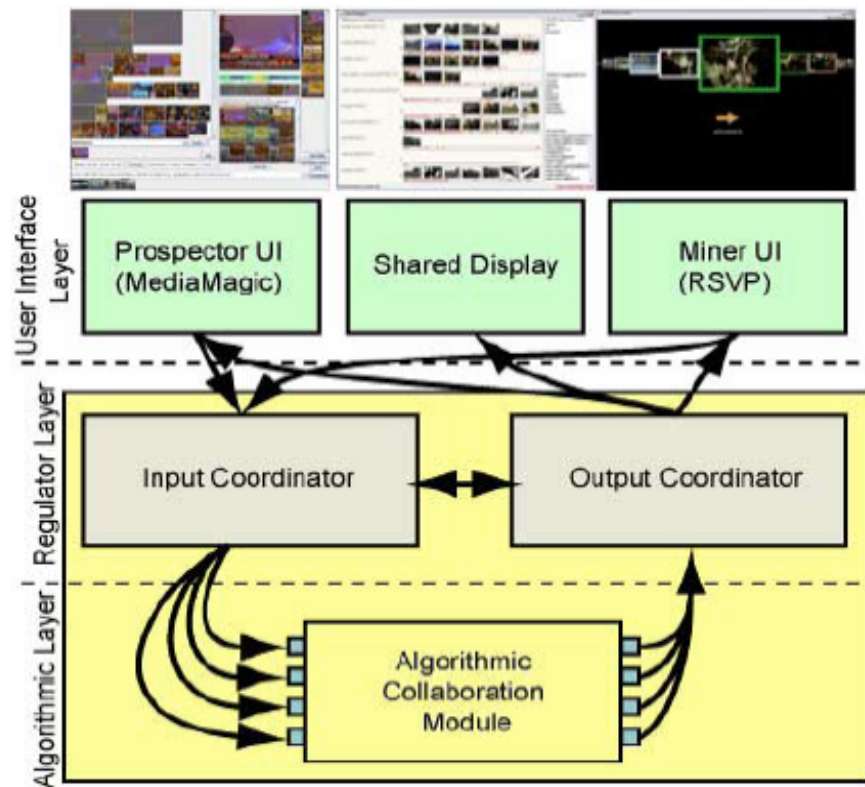 User Interface
Layer
Prospector UI
(MediaMagic)
Shared Display
Miner UI
(RSVP)
Regulator Layer
Input Coordinator
Output Coordinator
Algorithmic Layer
Algorithmic
Collaboration
Module